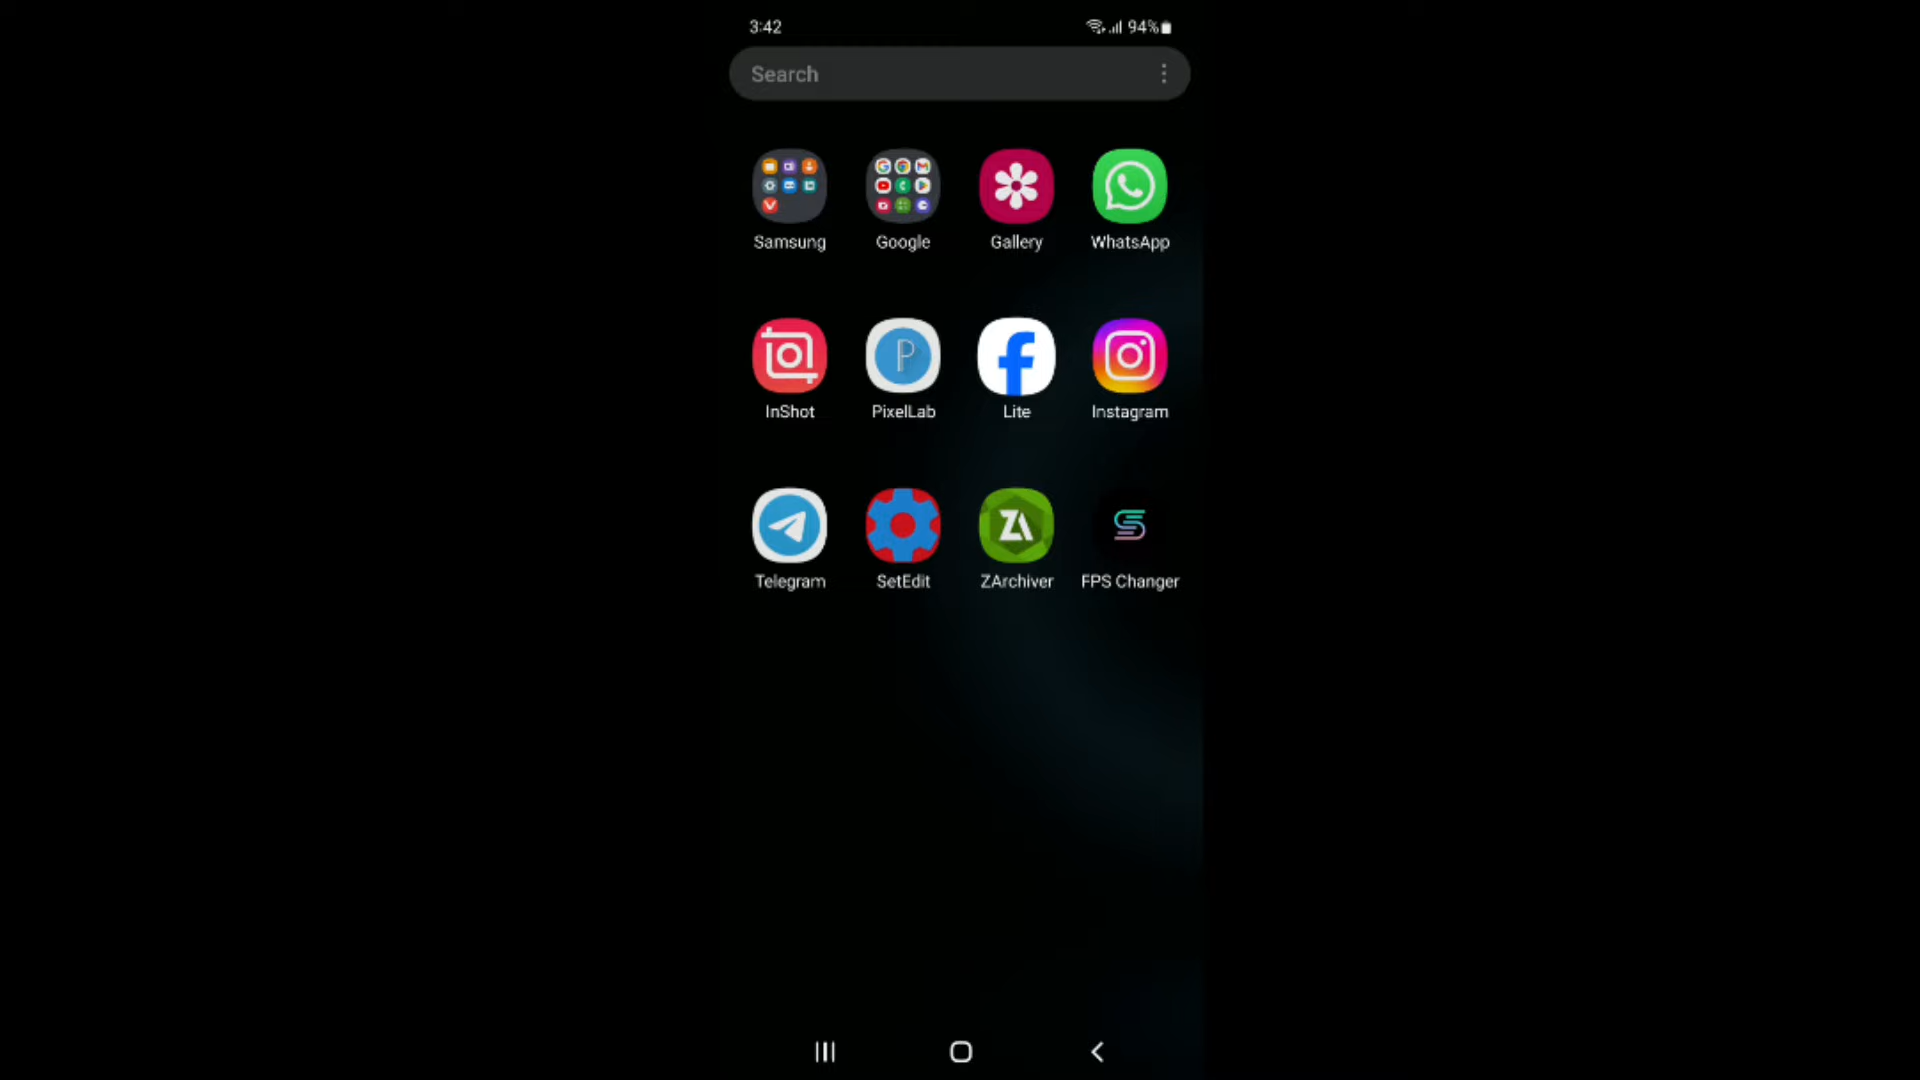 3:42 94%
Search
Samsung Google Gallery WhatsApp
InShot PixelLab Lite Instagram
Telegram SetEdit ZArchiver FPS Changer